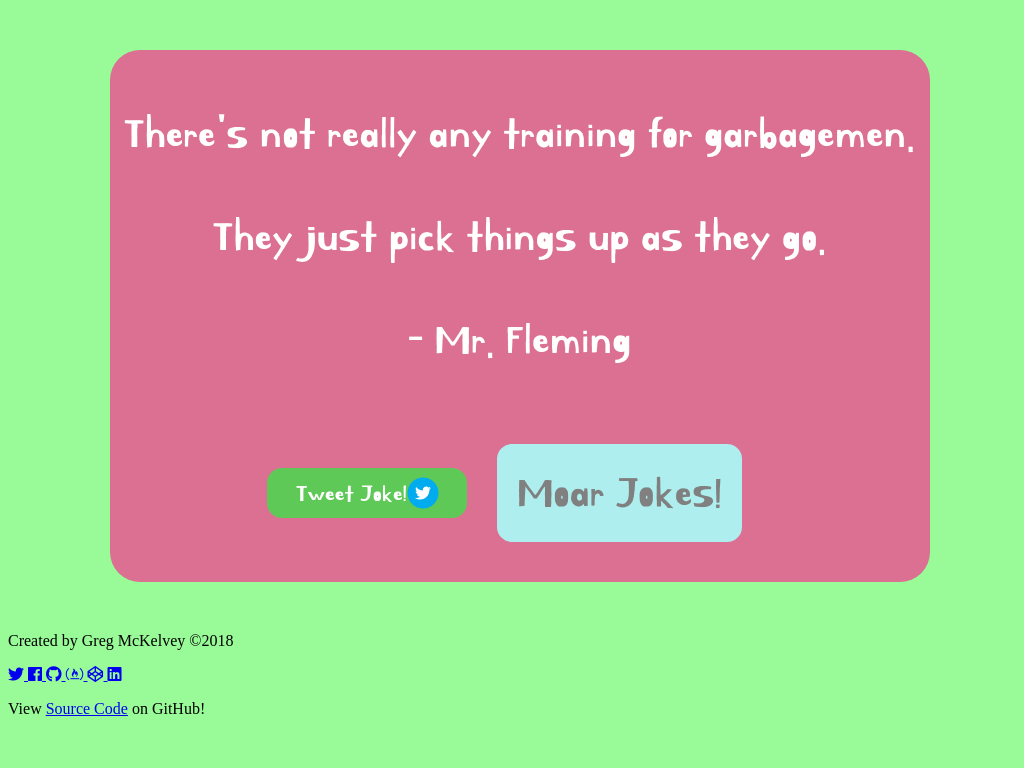 There's not really any training for garbagemen.
They just pick things up as they go.
- Mr. Fleming
Tweet Joke!
Moar Jokes!
Created by Greg McKelvey ©2018
View Source Code on GitHub!